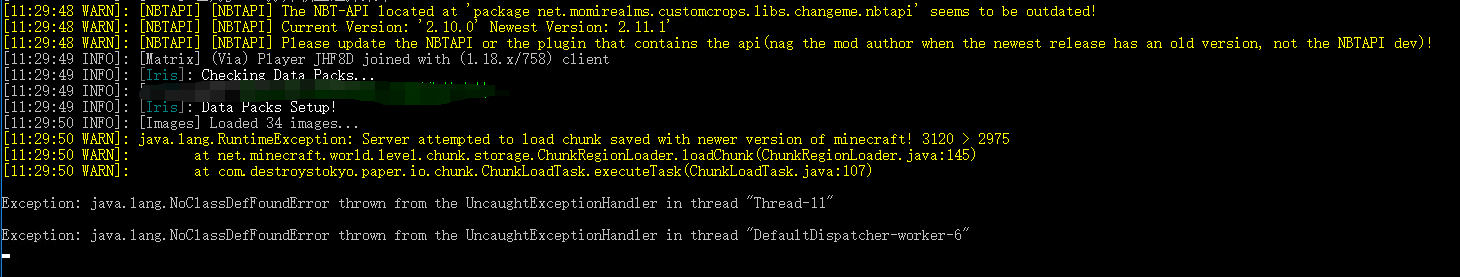 [11:29:48 WARN]: [NBTAPI] [NBTAPI] The NBT-API located at 'package net.momirealms.customcrops.libs.changeme.nbtapi' seems to be outdated!
[11:29:48 WARN]: [NBTAPI] [NBTAPI] Current Version: '2.10.0' Newest Version: 2.11.1'
[11:29:48 WARN]: [NBTAPI] [NBTAPI] Please update the NBTAPI or the plugin that contains the api(nag the mod author when the newest release has an old version, not the NBTAPI dev)!
[11:29:49 INFO]: [Matrix] (Via) Player JHF8D joined with (1.18.x/758) client
[11:29:49 INFO]: [Iris]: Checking Data Packs...
[11:29:49 INFO]: [
[11:29:49 INFO]: [Iris]: Data Packs Setup!
[11:29:50 INFO]: [Images] Loaded 34 images...
[11:29:50 WARN]: java.lang.RuntimeException: Server attempted to load chunk saved with newer version of minecraft! 3120 > 2975
[11:29:50 WARN]: at net.minecraft.world.level.chunk.storage.ChunkRegionLoader.loadChunk(ChunkRegionLoader.java:145)
[11:29:50 WARN]: at com.destroystokyo.paper.io.chunk.ChunkLoadTask.executeTask(ChunkLoadTask.java:107)
Exception: java.lang.NoClassDefFoundError thrown from the UncaughtExceptionHandler in thread "Thread-11"
Exception: java.lang.NoClassDefFoundError thrown from the UncaughtExceptionHandler in thread "DefaultDispatcher-worker-6"